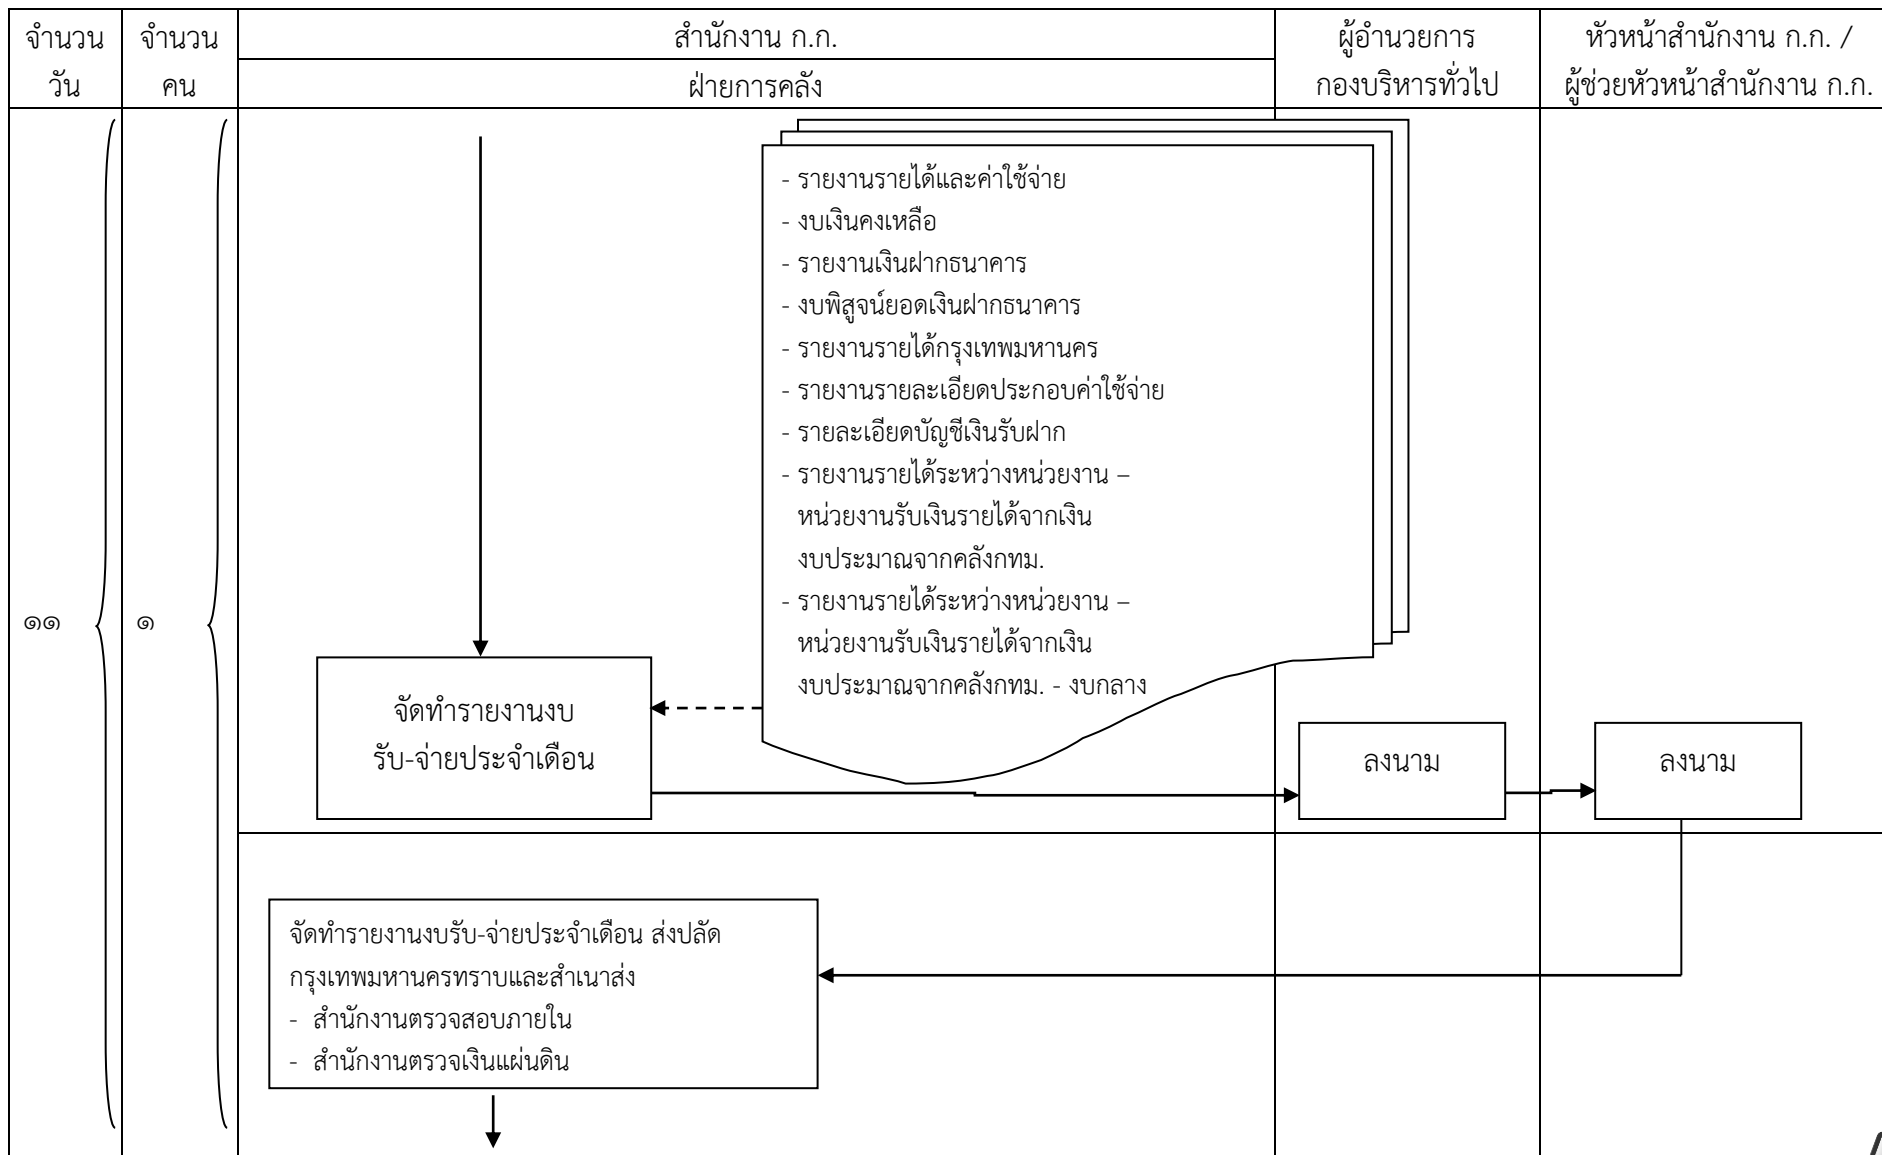 จำนวน
วัน
จำนวน
คน
สำนักงาน ก.ก.
ฝ่ายการคลัง
ผู้อำนวยการ
กองบริหารทั่วไป
หัวหน้าสำนักงาน ก.ก. /
ผู้ช่วยหัวหน้าสำนักงาน ก.ก.
- รายงานรายได้และค่าใช้จ่าย
- งบเงินคงเหลือ
- รายงานเงินฝากธนาคาร
- งบพิสูจน์ยอดเงินฝากธนาคาร
- รายงานรายได้กรุงเทพมหานคร
- รายงานรายละเอียดประกอบค่าใช้จ่าย
- รายละเอียดบัญชีเงินรับฝาก
- รายงานรายได้ระหว่างหน่วยงาน –
หน่วยงานรับเงินรายได้จากเงิน
งบประมาณจากคลังกทม.
- รายงานรายได้ระหว่างหน่วยงาน –
หน่วยงานรับเงินรายได้จากเงิน
งบประมาณจากคลังกทม. - งบกลาง
๑๑
๑
จัดทำรายงานงบ
รับ-จ่ายประจำเดือน
ลงนาม
ลงนาม
จัดทำรายงานงบรับ-จ่ายประจำเดือน ส่งปลัด
กรุงเทพมหานครทราบและสำเนาส่ง
- สำนักงานตรวจสอบภายใน
- สำนักงานตรวจเงินแผ่นดิน